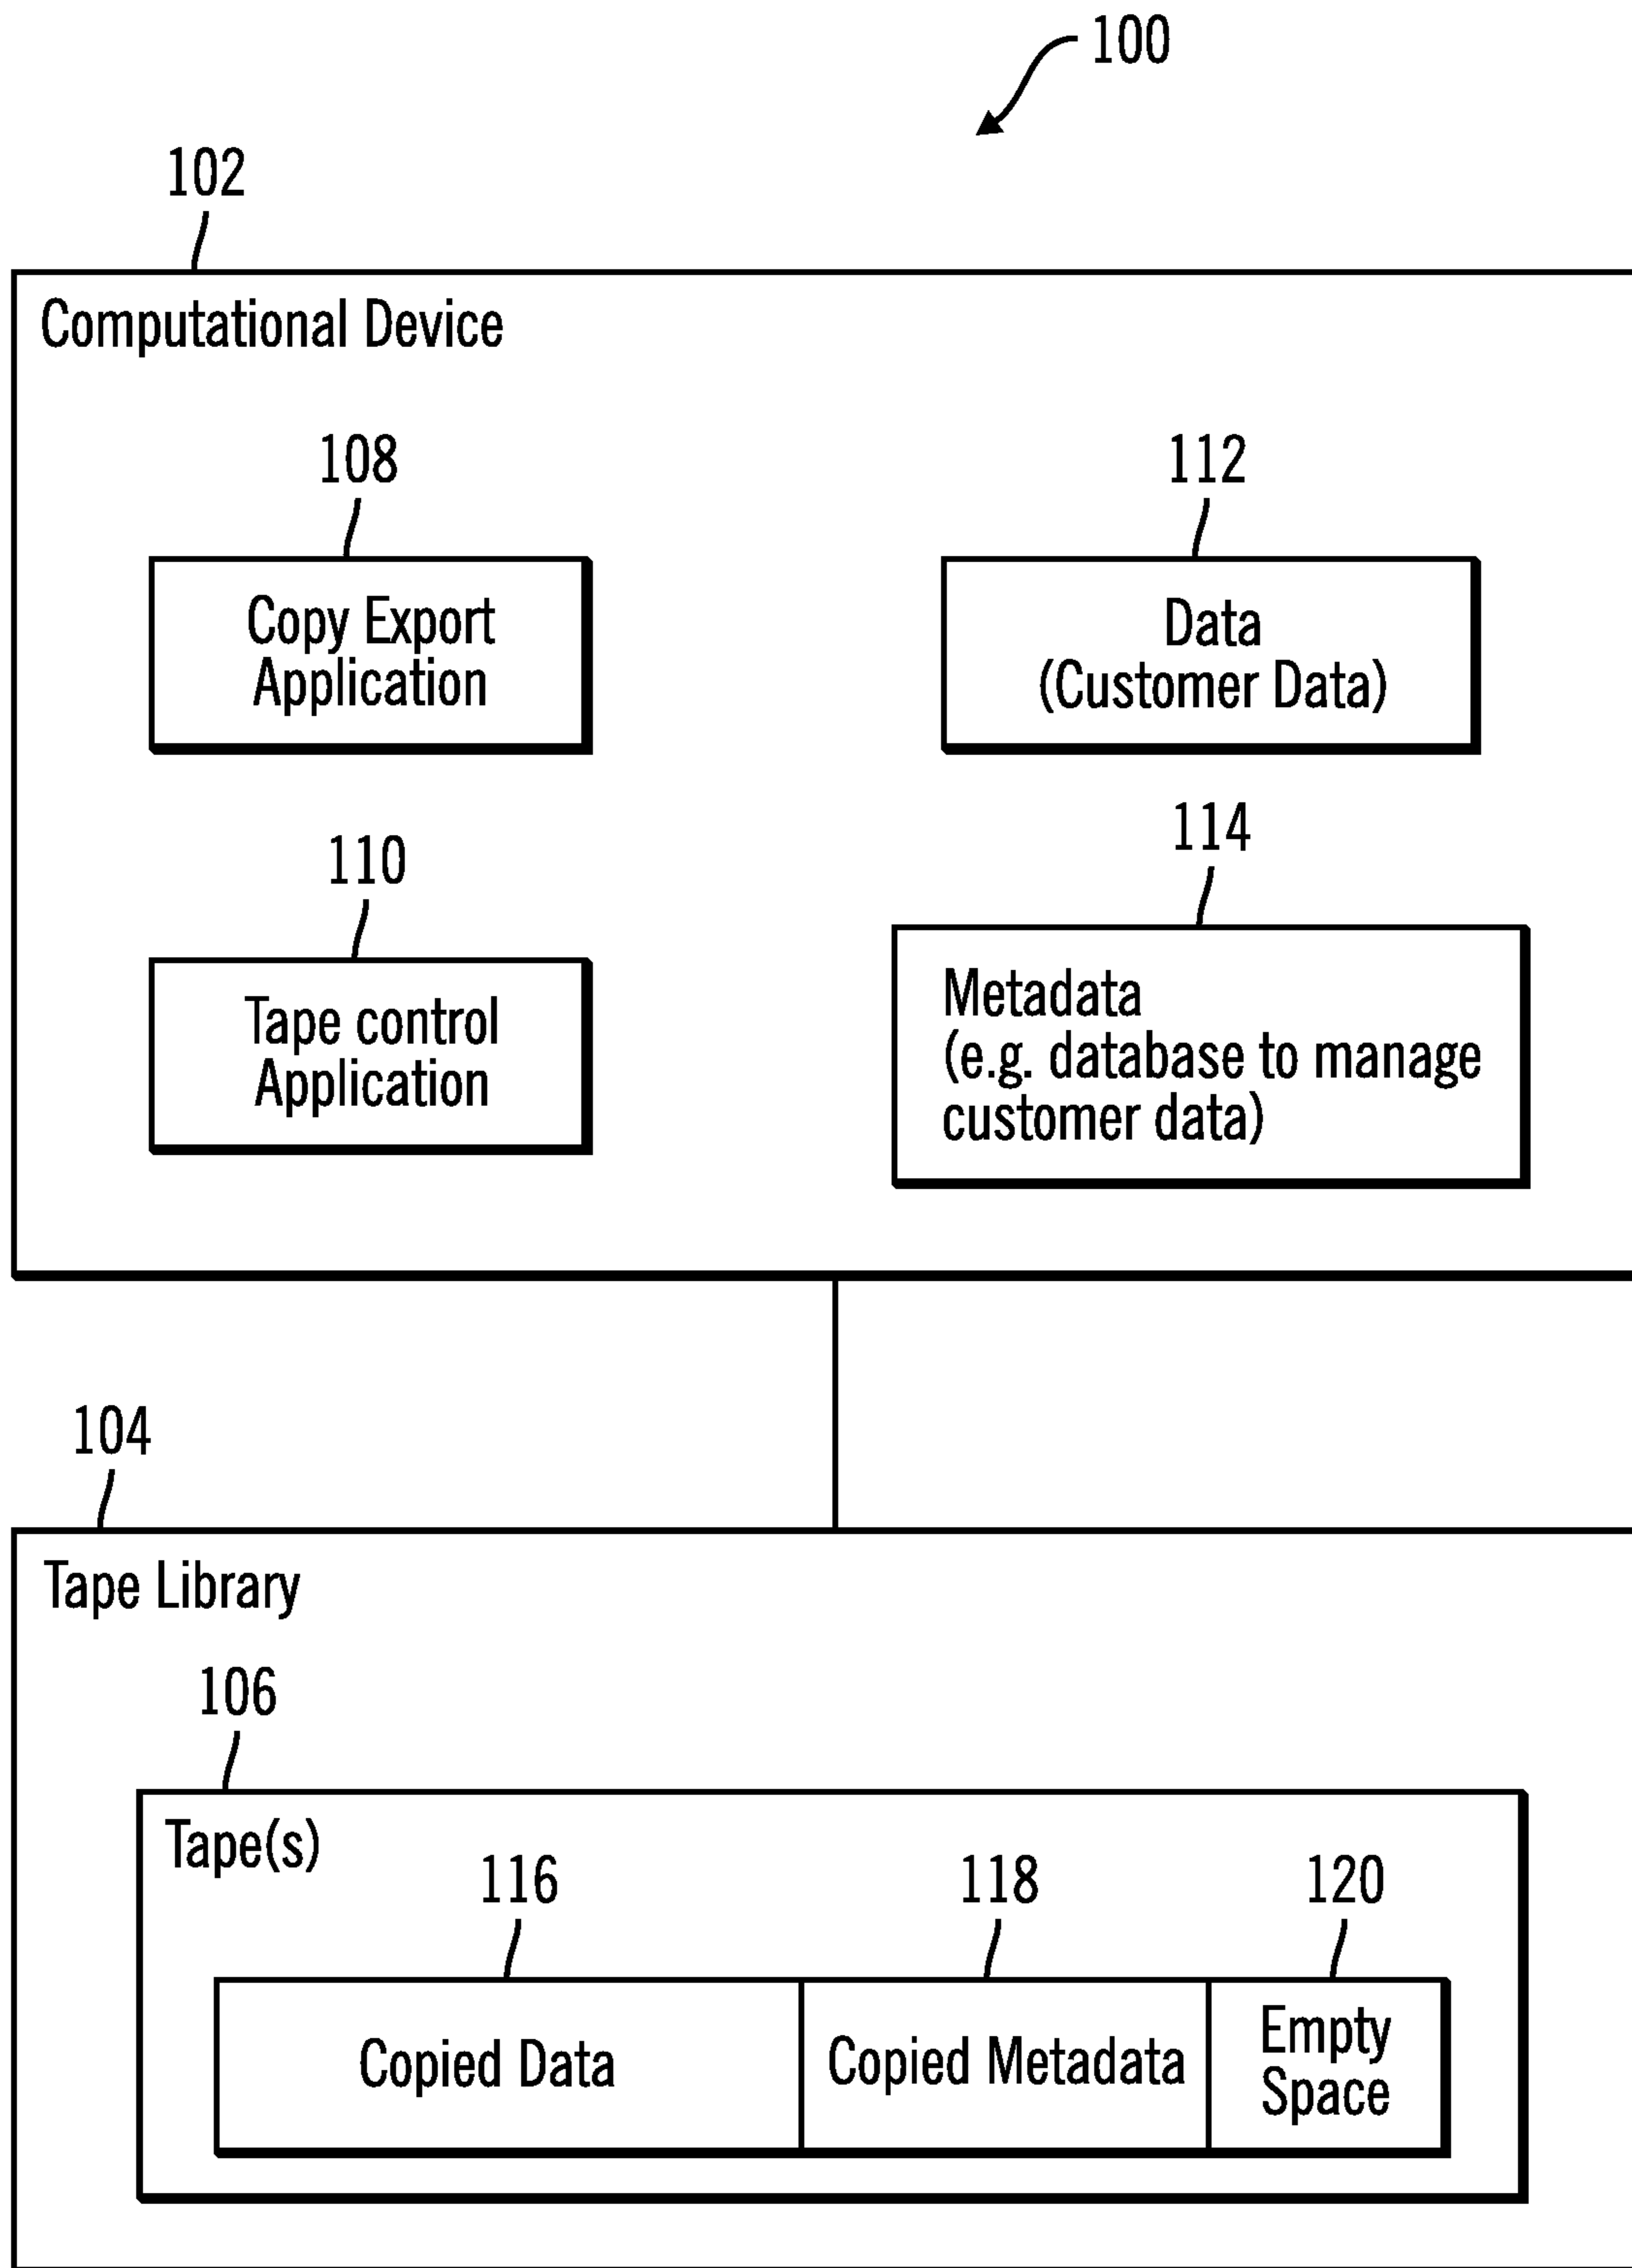 100
102
Computational Device
108
112
Copy Export
Application
Data
(Customer Data)
110
114
Tape control
Application
Metadata
(e.g. database to manage
customer data)
104
Tape Library
106
Tape(s)
116
118
120
Copied Data
Copied Metadata
Empty
Space